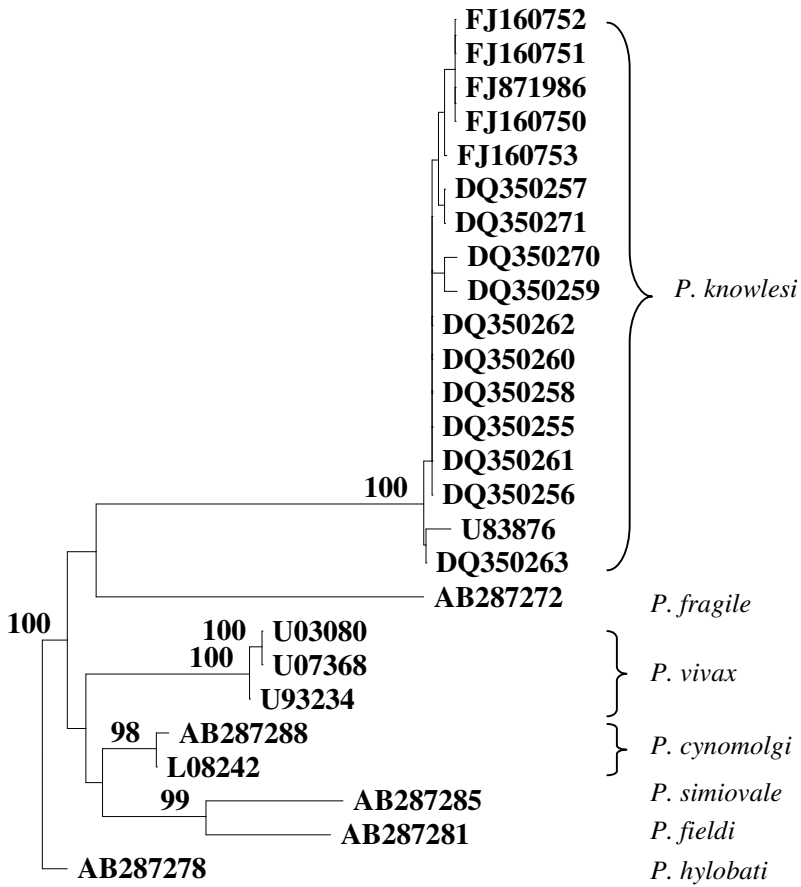 FJ160752
FJ160751
FJ871986
FJ160750
FJ160753
DQ350257
DQ350271
DQ350270
DQ350259
P. knowlesi
DQ350262
DQ350260
DQ350258
DQ350255
DQ350261
100
DQ350256
U83876
DQ350263
AB287272
P. fragile
100
100
U03080
100
U07368
P. vivax
U93234
98
AB287288
P. cynomolgi
L08242
99
AB287285
P. simiovale
AB287281
P. fieldi
AB287278
P. hylobati